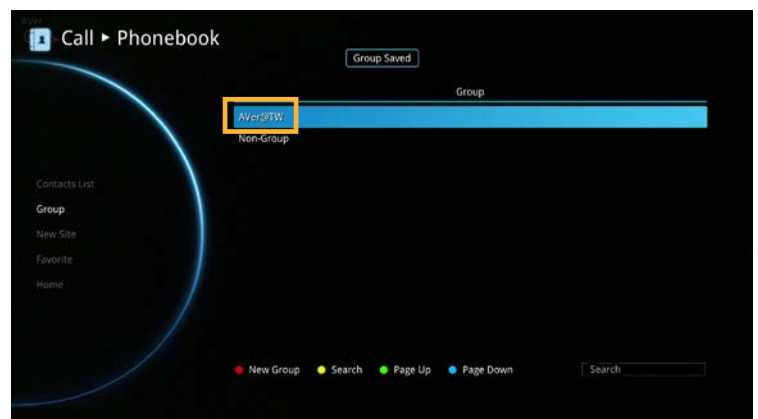 AVer
Call ▸ Phonebook
Group Saved
Group
AVer@TW
Non-Group
Contacts List
Group
New Site
Favorite
Home
New Group Search Page Up Page Down Search